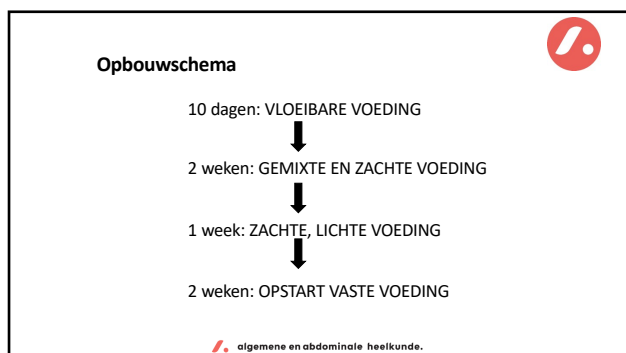 Opbouwschema
10 dagen: VLOEIBARE VOEDING
2 weken: GEMIXTE EN ZACHTE VOEDING
1 week: ZACHTE, LICHTE VOEDING
2 weken: OPSTART VASTE VOEDING
algemene en abdominale heelkunde.